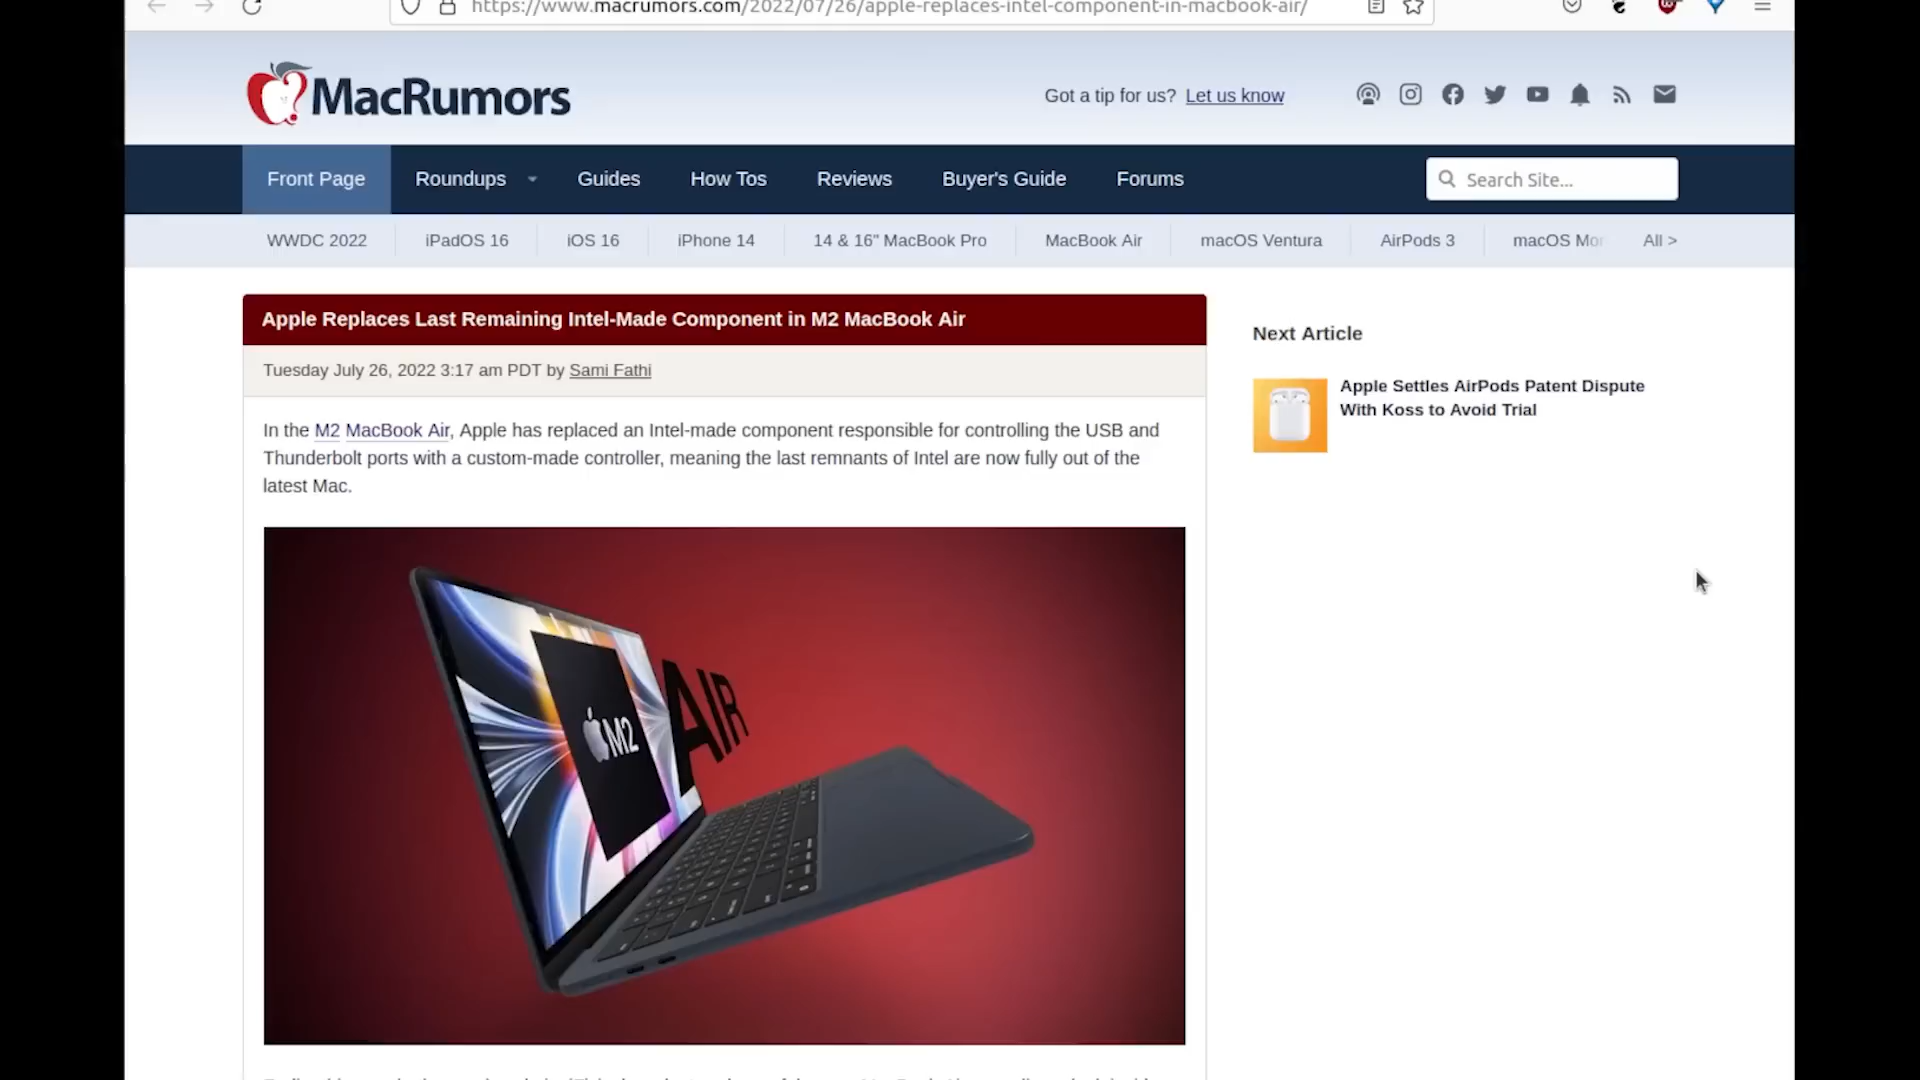 https://www.macrumors.com/2022/07/26/apple-replaces-intel-component-in-macbook-air/
MacRumors
Got a tip for us? Let us know
Front Page Roundups Guides How Tos Reviews Buyer's Guide Forums Search Site...
WWDC 2022 iPadOS 16 iOS 16 iPhone 14 14 & 16" MacBook Pro MacBook Air macOS Ventura AirPods 3 macOS Mo All >
Apple Replaces Last Remaining Intel-Made Component in M2 MacBook Air
Tuesday July 26, 2022 3:17 am PDT by Sami Fathi
In the M2 MacBook Air, Apple has replaced an Intel-made component responsible for controlling the USB and
Thunderbolt ports with a custom-made controller, meaning the last remnants of Intel are now fully out of the
latest Mac.
M2
AIR
Next Article
Apple Settles AirPods Patent Dispute
With Koss to Avoid Trial